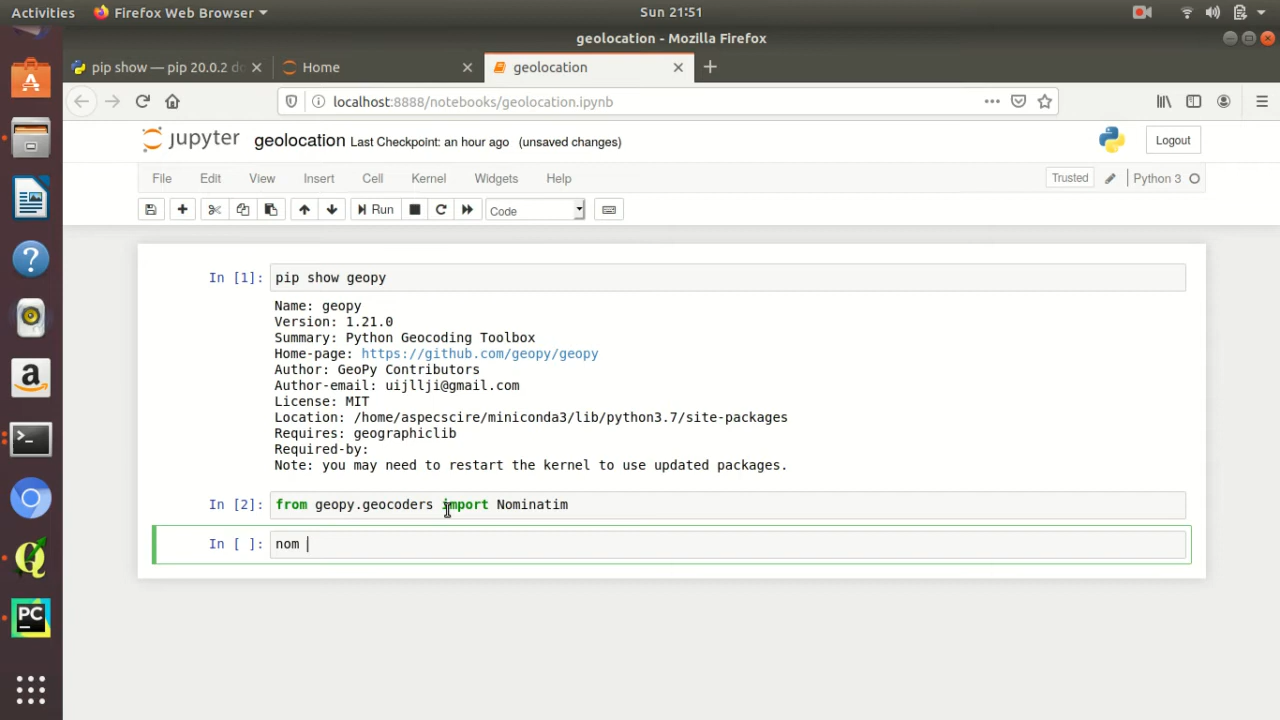 Activities Firefox Web Browser Sun 21:51
geolocation - Mozilla Firefox
pip show — pip 20.0.2 do Home geolocation
localhost:8888/notebooks/geolocation.ipynb
jupyter geolocation Last Checkpoint: an hour ago (unsaved changes) Logout
File Edit View Insert Cell Kernel Widgets Help Trusted Python 3
Run Code
In [1]: pip show geopy
Name: geopy
Version: 1.21.0
Summary: Python Geocoding Toolbox
Home-page: https://github.com/geopy/geopy
Author: GeoPy Contributors
Author-email: uijllji@gmail.com
License: MIT
Location: /home/aspecscire/miniconda3/lib/python3.7/site-packages
Requires: geographiclib
Required-by:
Note: you may need to restart the kernel to use updated packages.
In [2]: from geopy.geocoders import Nominatim
In [ ]: nom